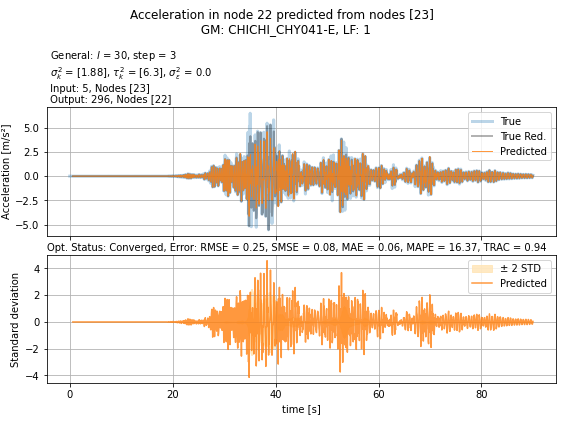 Acceleration in node 22 predicted from nodes [23]
GM: CHICHI_CHY041-E, LF: 1
General: l = 30, step = 3
σ²ₖ = [1.88], τ²ₖ = [6.3], σ²ε = 0.0
Input: 5, Nodes [23]
Output: 296, Nodes [22]
Acceleration [m/s²]
5.0
2.5
0.0
−2.5
−5.0
True
True Red.
Predicted
Opt. Status: Converged, Error: RMSE = 0.25, SMSE = 0.08, MAE = 0.06, MAPE = 16.37, TRAC = 0.94
Standard deviation
4
2
0
−2
−4
± 2 STD
Predicted
0 20 40 60 80
time [s]